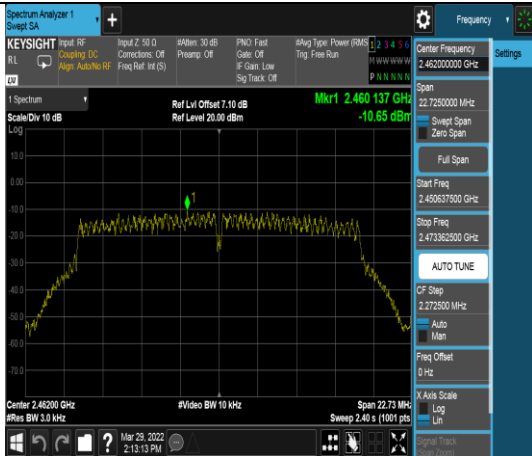 Spectrum Analyzer 1
Swept SA
+
Frequency
KEYSIGHT
RL
LXI
Input: RF
Coupling: DC
Align: Auto/No RF
Input Z: 50 Ω
Corrections: Off
Freq Ref: Int (S)
#Atten: 30 dB
Preamp: Off
PNO: Fast
Gate: Off
IF Gain: Low
Sig Track: Off
#Avg Type: Power (RMS
Trig: Free Run
1 2 3 4 5 6
M W W W W W
P N N N N N
1 Spectrum
Scale/Div 10 dB
Log
Ref Lvl Offset 7.10 dB
Ref Level 20.00 dBm
Mkr1 2.460 137 GHz
-10.65 dBm
1
10.0
0.00
-10.0
-20.0
-30.0
-40.0
-50.0
-60.0
-70.0
Center 2.46200 GHz
#Res BW 3.0 kHz
#Video BW 10 kHz
Span 22.73 MHz
Sweep 2.40 s (1001 pts)
?
Mar 29, 2022
2:13:13 PM
Center Frequency
2.462000000 GHz
Settings
Span
22.7250000 MHz
Swept Span
Zero Span
Full Span
Start Freq
2.450637500 GHz
Stop Freq
2.473362500 GHz
AUTO TUNE
CF Step
2.272500 MHz
Auto
Man
Freq Offset
0 Hz
X Axis Scale
Log
Lin
Signal Track
(Span Zoom)